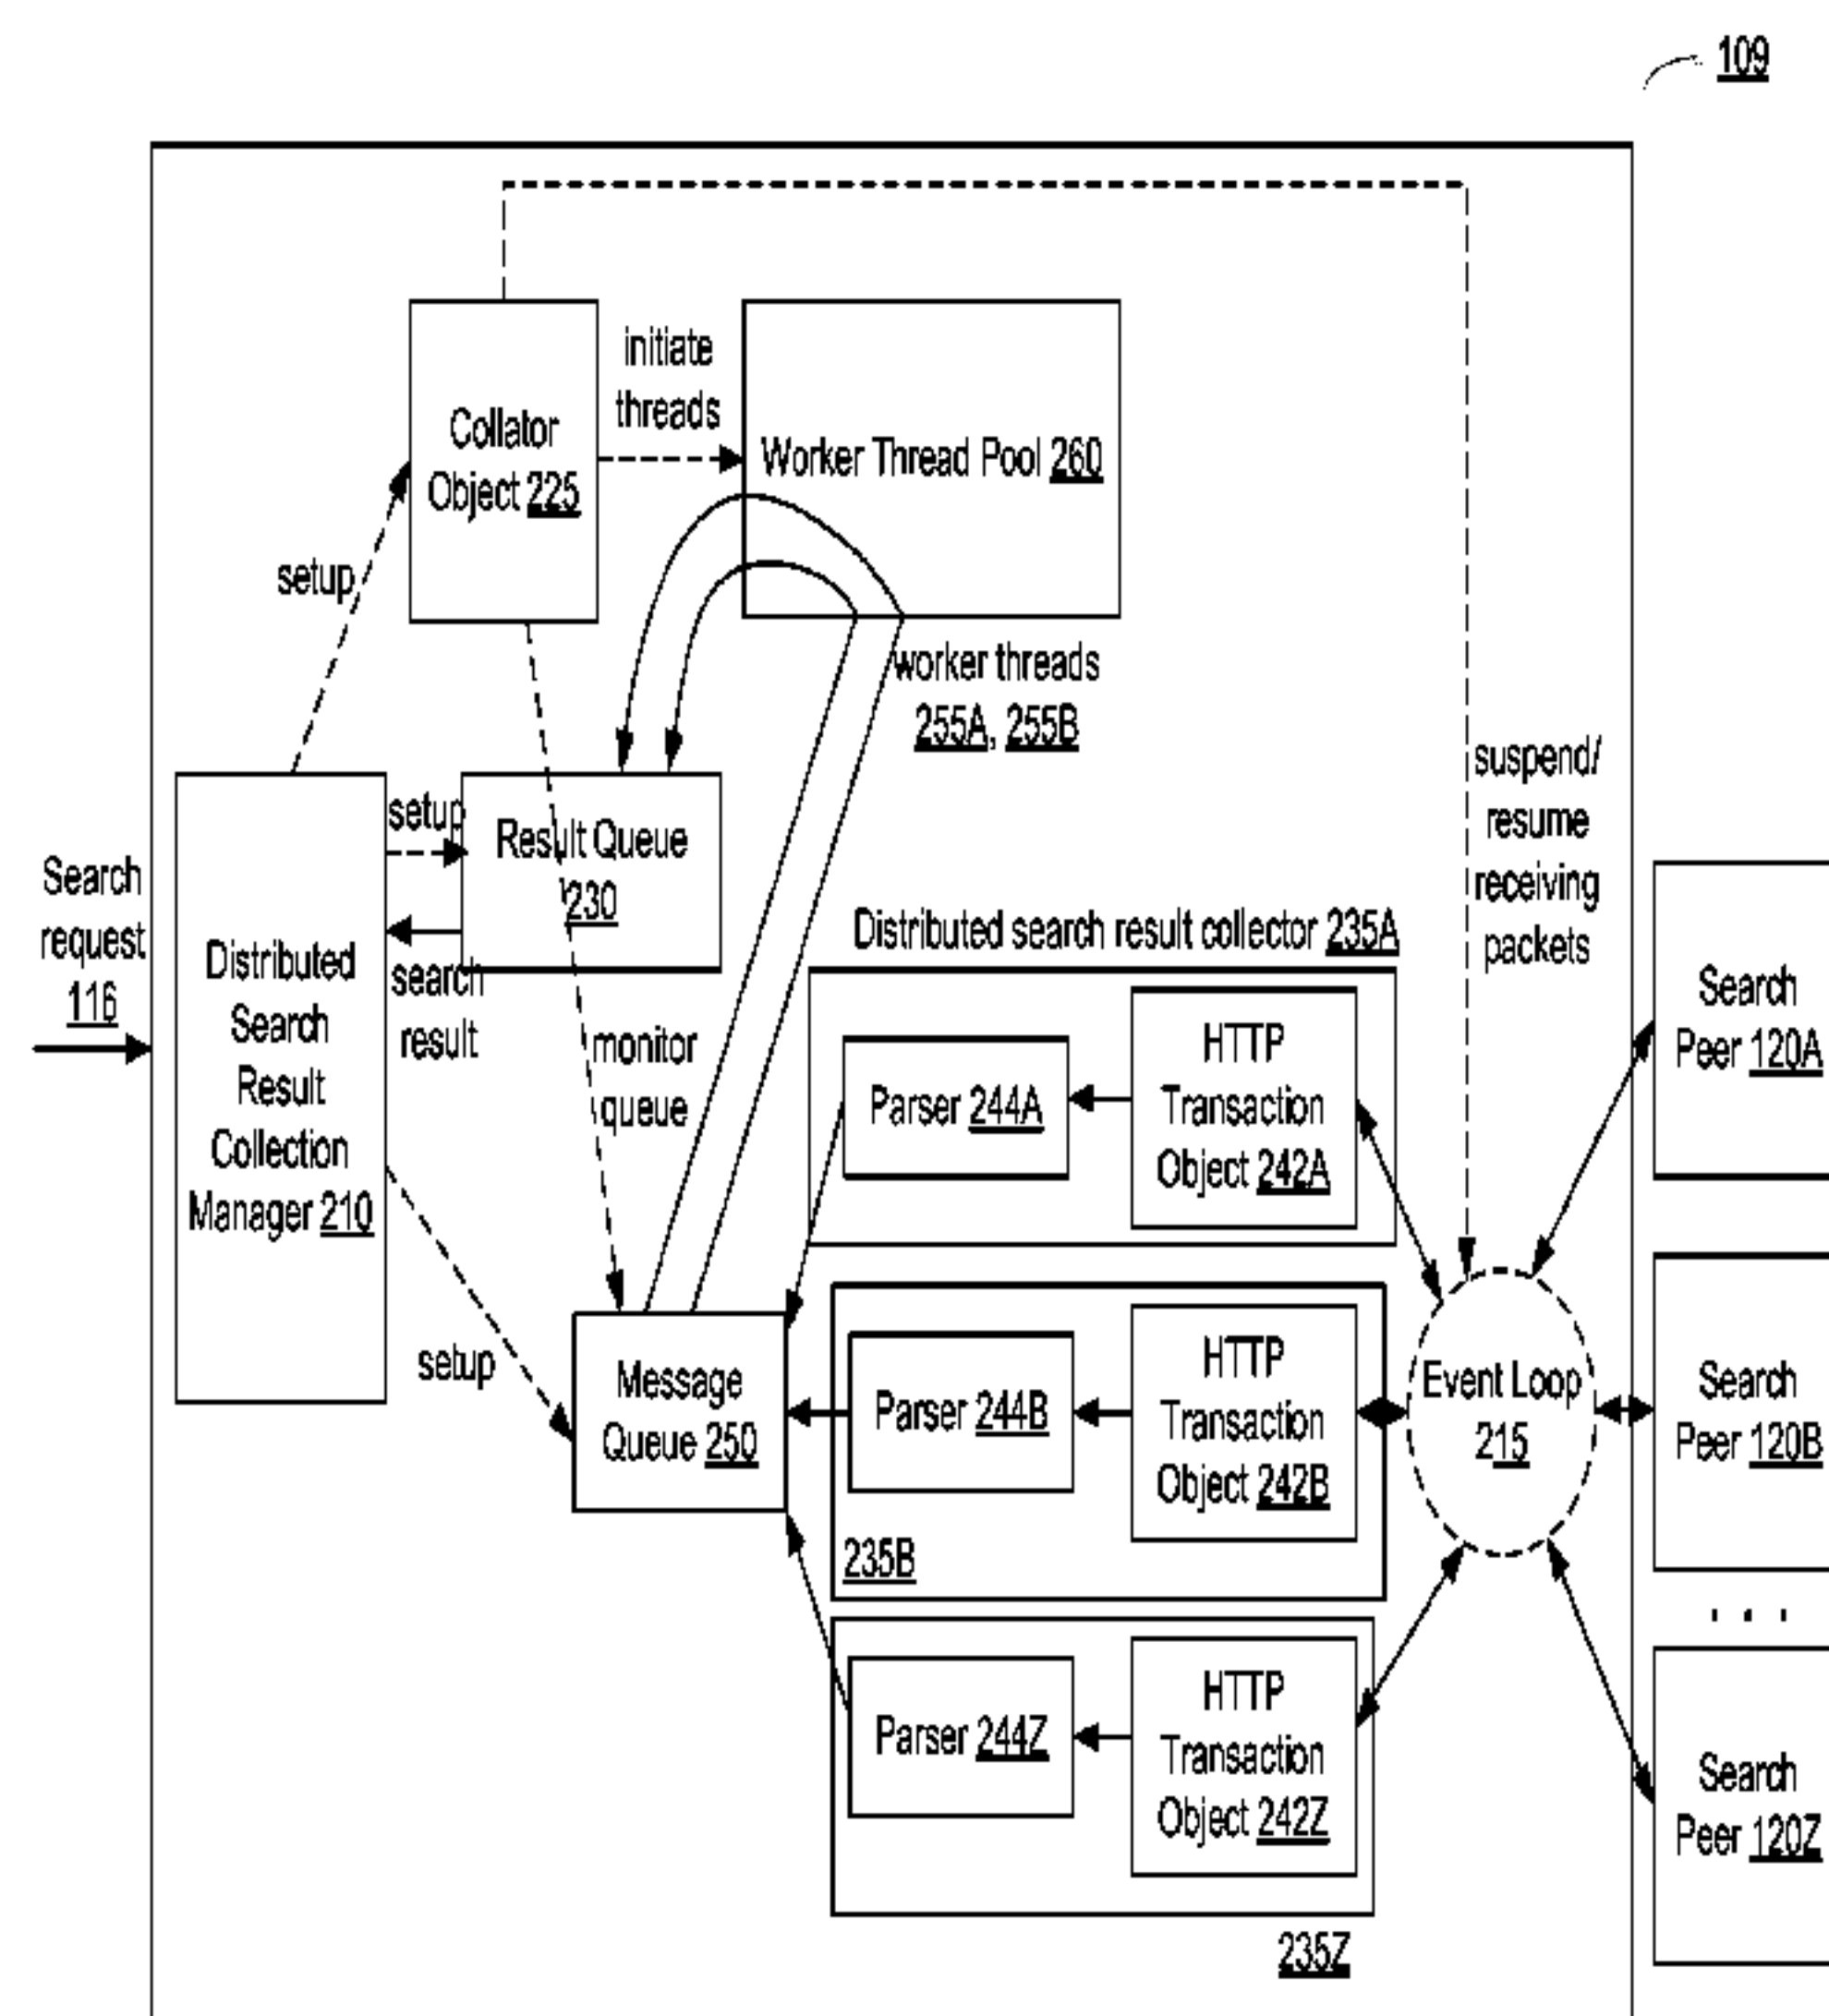 109
initiate
threads
Collator
Object 225
Worker Thread Pool 260
setup
worker threads
255A, 255B
suspend/
resume
receiving
packets
setup
Result Queue
230
Search
request
116
search
result
Distributed
Search
Result
Collection
Manager 210
monitor
queue
Distributed search result collector 235A
Parser 244A
HTTP
Transaction
Object 242A
Search
Peer 120A
setup
Message
Queue 250
Parser 244B
HTTP
Transaction
Object 242B
235B
Event Loop
215
Search
Peer 120B
. . .
Parser 244Z
HTTP
Transaction
Object 242Z
235Z
Search
Peer 120Z